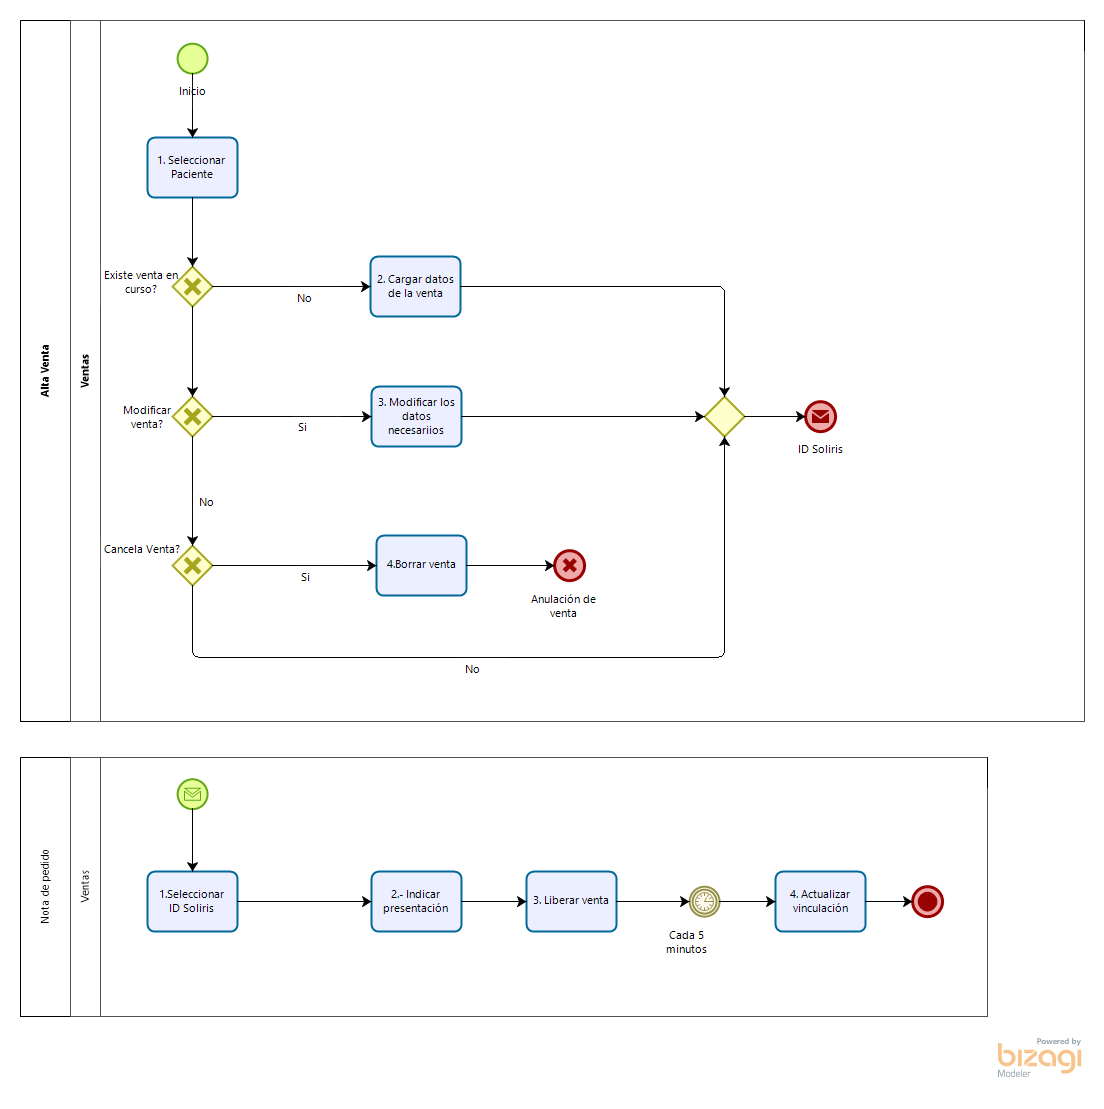 Alta Venta
Ventas
Inicio
1. Seleccionar
Paciente
Existe venta en
curso?
No
2. Cargar datos
de la venta
Modificar
venta?
Si
3. Modificar los
datos
necesariios
ID Soliris
No
Cancela Venta?
Si
4.Borrar venta
Anulación de
venta
No
Nota de pedido
Ventas
1.Seleccionar
ID Soliris
2.- Indicar
presentación
3. Liberar venta
Cada 5
minutos
4. Actualizar
vinculación
Powered by
bizagi
Modeler